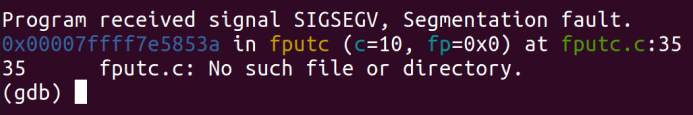 Program received signal SIGSEGV, Segmentation fault.
0x00007ffff7e5853a in fputc (c=10, fp=0x0) at fputc.c:35
35      fputc.c: No such file or directory.
(gdb)